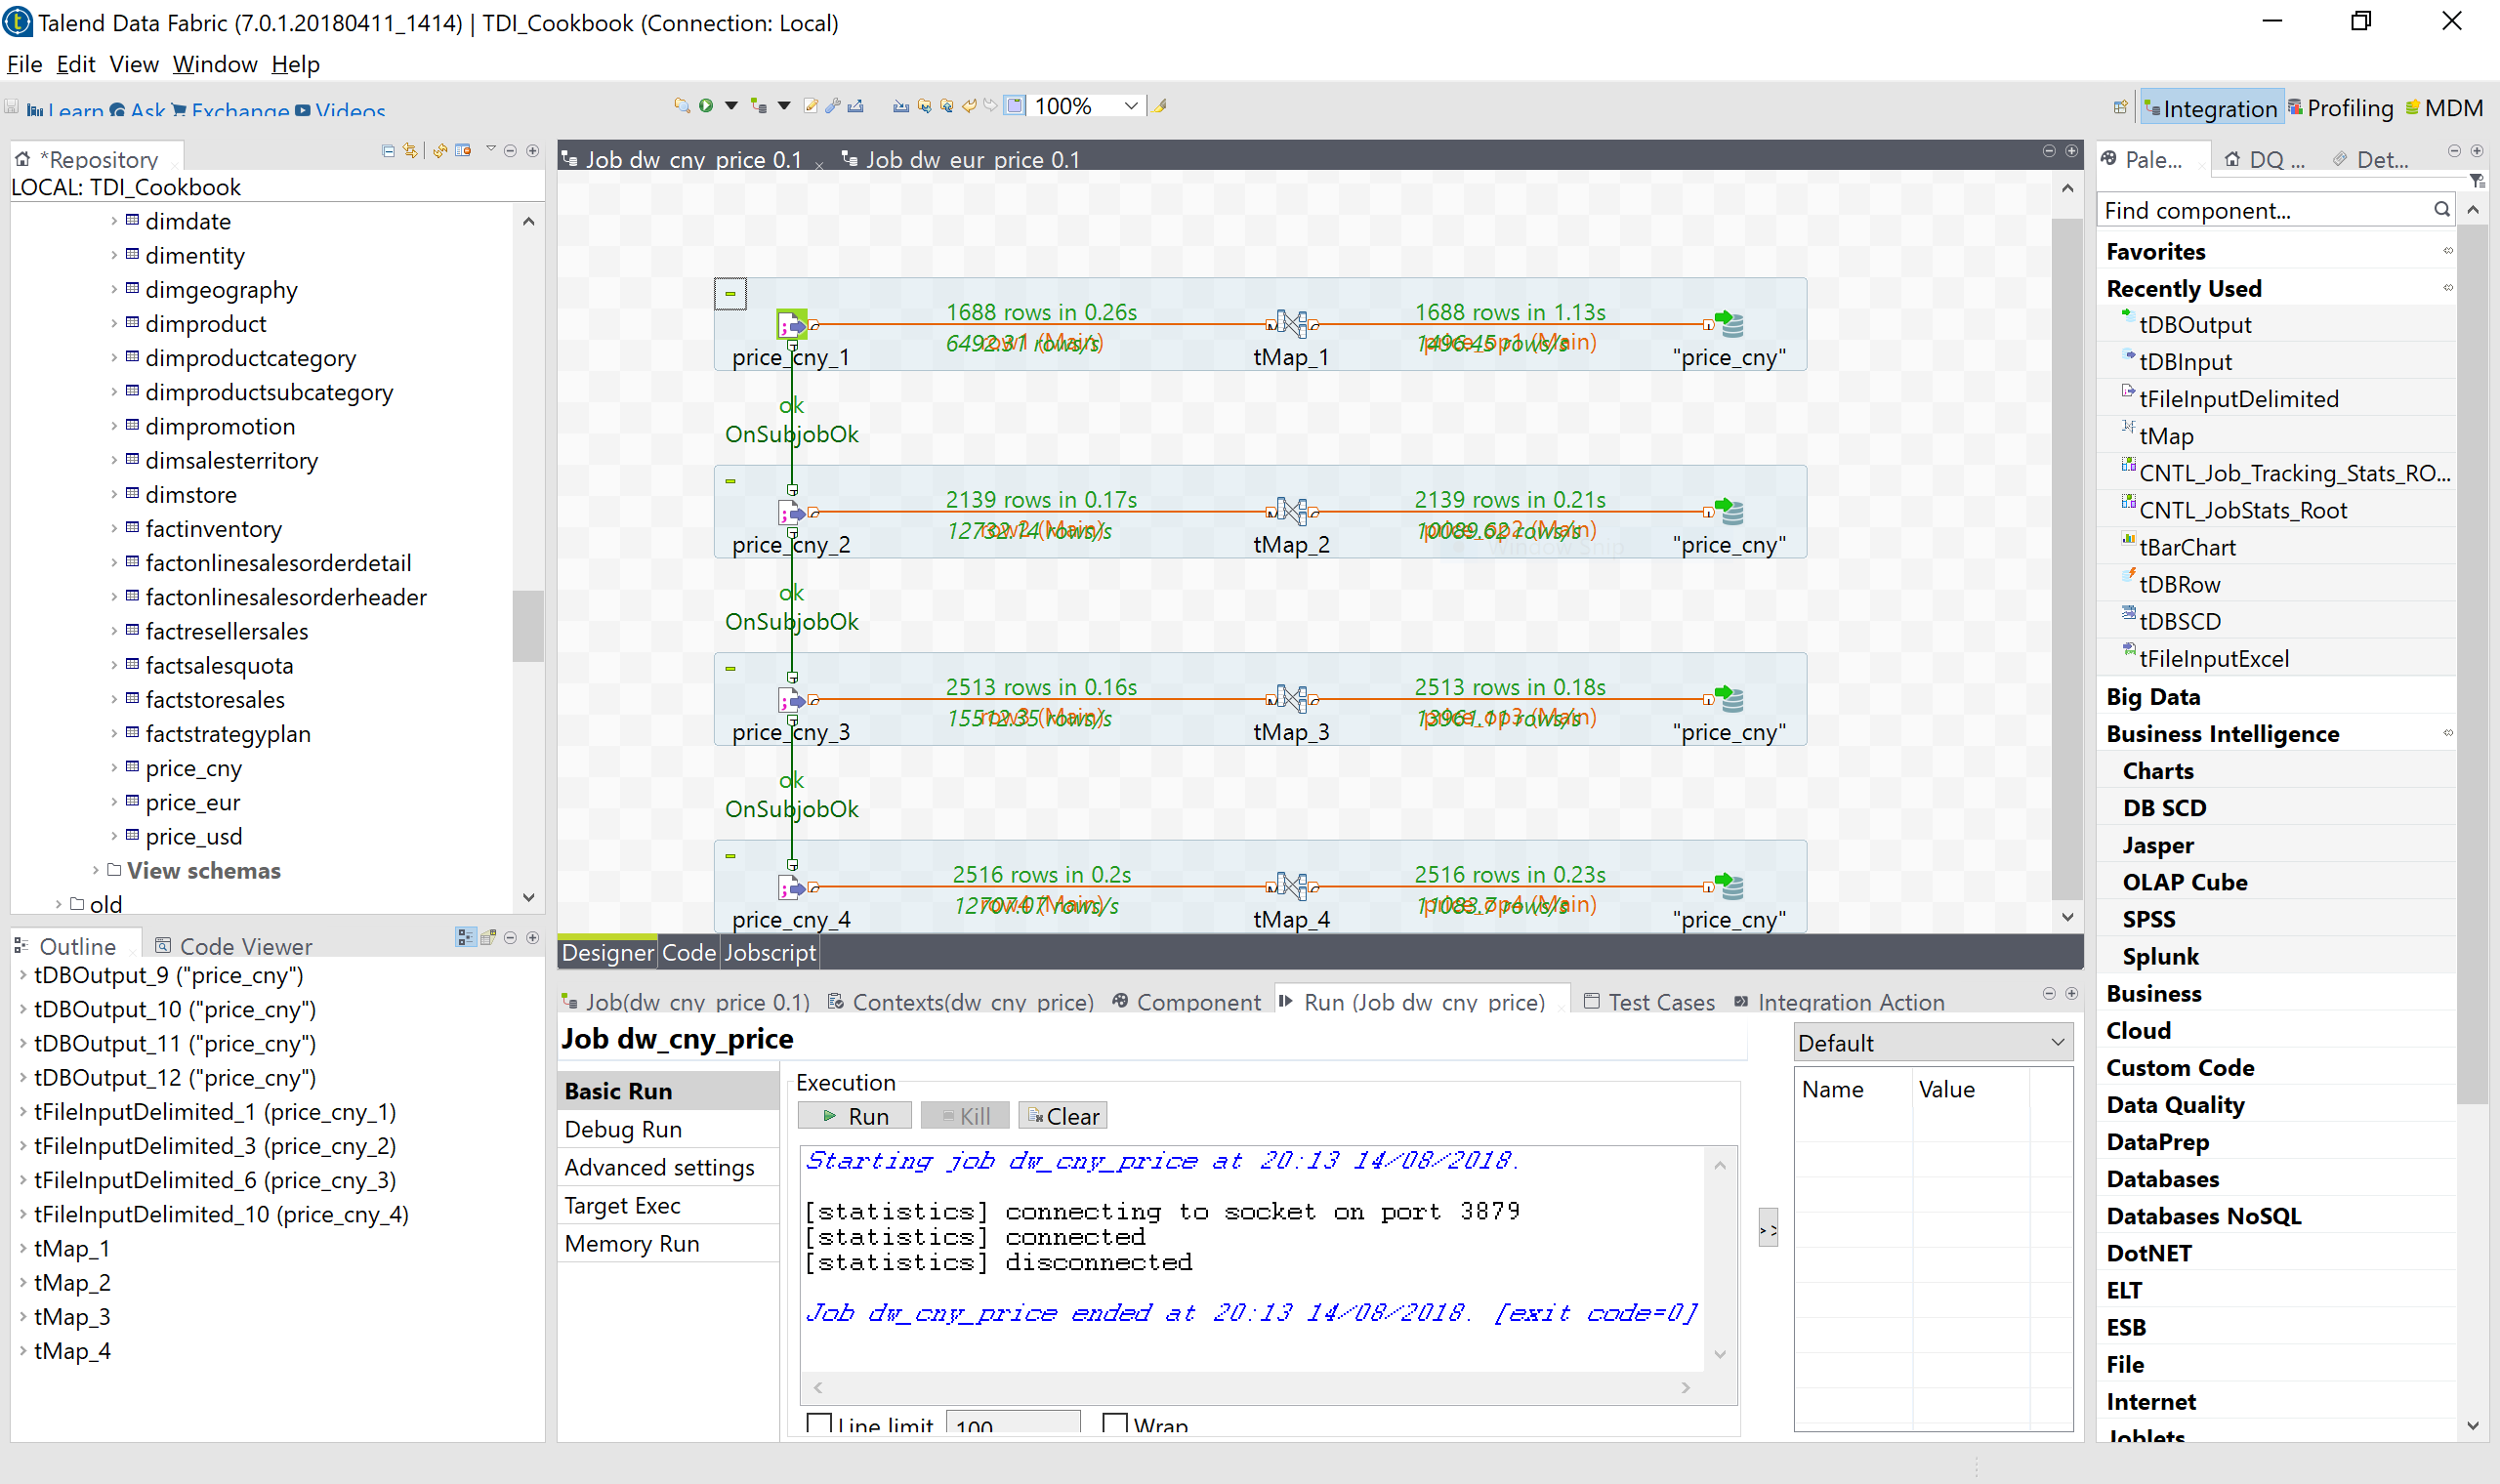 Talend Data Fabric (7.0.1.20180411_1414) | TDI_Cookbook (Connection: Local)
File Edit View Window Help
Learn Ask Exchange Videos
100%
Integration Profiling MDM
*Repository
LOCAL: TDI_Cookbook
dimdate
dimentity
dimgeography
dimproduct
dimproductcategory
dimproductsubcategory
dimpromotion
dimsalesterritory
dimstore
factinventory
factonlinesalesorderdetail
factonlinesalesorderheader
factresellersales
factsalesquota
factstoresales
factstrategyplan
price_cny
price_eur
price_usd
View schemas
old
Outline Code Viewer
tDBOutput_9 ("price_cny")
tDBOutput_10 ("price_cny")
tDBOutput_11 ("price_cny")
tDBOutput_12 ("price_cny")
tFileInputDelimited_1 (price_cny_1)
tFileInputDelimited_3 (price_cny_2)
tFileInputDelimited_6 (price_cny_3)
tFileInputDelimited_10 (price_cny_4)
tMap_1
tMap_2
tMap_3
tMap_4
Job dw_cny_price 0.1 Job dw_eur_price 0.1
1688 rows in 0.26s 1688 rows in 1.13s
6492.31 rows/s row1 (Main) 1496.45 rows/s price_op1 (Main)
price_cny_1 tMap_1 "price_cny"
ok
OnSubjobOk
2139 rows in 0.17s 2139 rows in 0.21s
12732.14 rows/s row2 (Main) 10089.62 rows/s price_op2 (Main)
price_cny_2 tMap_2 "price_cny"
ok
OnSubjobOk
2513 rows in 0.16s 2513 rows in 0.18s
15512.35 rows/s row3 (Main) 13961.11 rows/s price_op3 (Main)
price_cny_3 tMap_3 "price_cny"
ok
OnSubjobOk
2516 rows in 0.2s 2516 rows in 0.23s
12707.07 rows/s row4 (Main) 11083.7 rows/s price_op4 (Main)
price_cny_4 tMap_4 "price_cny"
Designer Code Jobscript
Job(dw_cny_price 0.1) Contexts(dw_cny_price) Component Run (Job dw_cny_price) Test Cases Integration Action
Job dw_cny_price
Basic Run
Debug Run
Advanced settings
Target Exec
Memory Run
Execution
Run Kill Clear
Starting job dw_cny_price at 20:13 14/08/2018.
[statistics] connecting to socket on port 3879
[statistics] connected
[statistics] disconnected
Job dw_cny_price ended at 20:13 14/08/2018. [exit code=0]
Line limit 100 Wrap
>>
Default
Name Value
Pale... DQ ... Det...
Find component...
Favorites
Recently Used
tDBOutput
tDBInput
tFileInputDelimited
tMap
CNTL_Job_Tracking_Stats_RO...
CNTL_JobStats_Root
tBarChart
tDBRow
tDBSCD
tFileInputExcel
Big Data
Business Intelligence
Charts
DB SCD
Jasper
OLAP Cube
SPSS
Splunk
Business
Cloud
Custom Code
Data Quality
DataPrep
Databases
Databases NoSQL
DotNET
ELT
ESB
File
Internet
Joblets